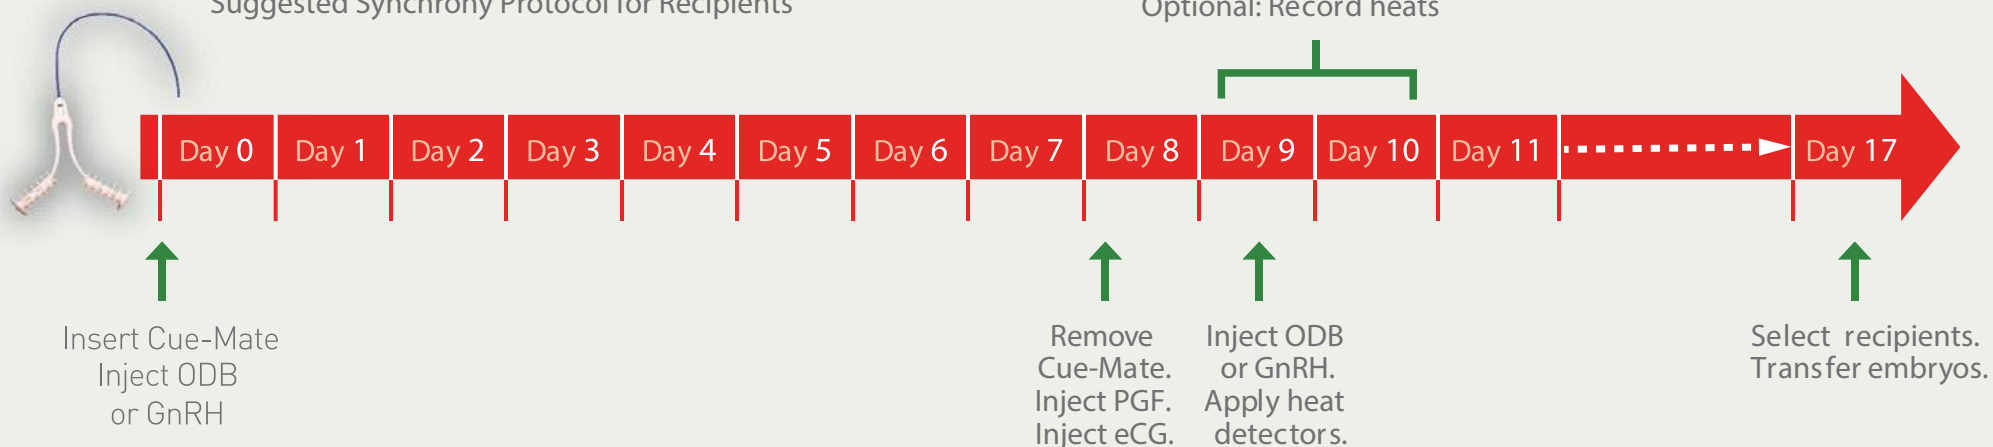 Suggested Synchrony Protocol for Recipients
Optional: Record heats
Day 0 Day 1 Day 2 Day 3 Day 4 Day 5 Day 6 Day 7 Day 8 Day 9 Day 10 Day 11 Day 17
Insert Cue-Mate
Inject ODB
or GnRH
Remove
Cue-Mate.
Inject PGF.
Inject eCG.
Inject ODB
or GnRH.
Apply heat
detectors.
Select recipients.
Transfer embryos.